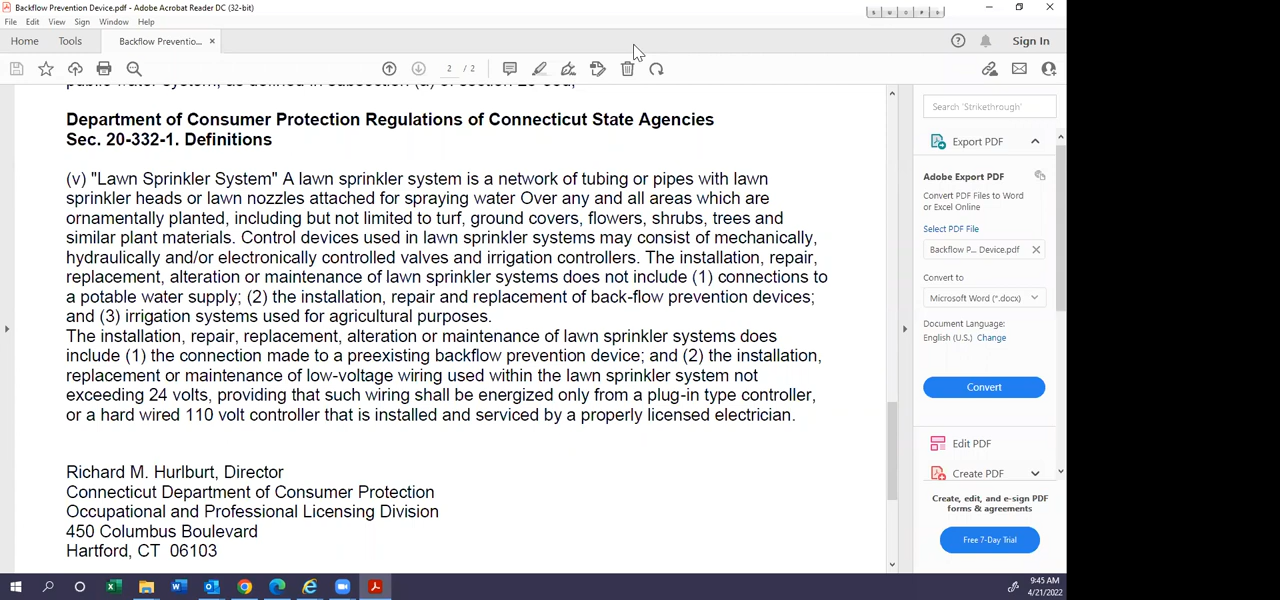 Backflow Prevention Device.pdf - Adobe Acrobat Reader DC (32-bit)
File Edit View Sign Window Help
Home Tools Backflow Preventio... × Sign In
2 / 2
public water system, as defined in subsection (a) of section
Department of Consumer Protection Regulations of Connecticut State Agencies
Sec. 20-332-1. Definitions
(v) "Lawn Sprinkler System" A lawn sprinkler system is a network of tubing or pipes with lawn
sprinkler heads or lawn nozzles attached for spraying water Over any and all areas which are
ornamentally planted, including but not limited to turf, ground covers, flowers, shrubs, trees and
similar plant materials. Control devices used in lawn sprinkler systems may consist of mechanically,
hydraulically and/or electronically controlled valves and irrigation controllers. The installation, repair,
replacement, alteration or maintenance of lawn sprinkler systems does not include (1) connections to
a potable water supply; (2) the installation, repair and replacement of back-flow prevention devices;
and (3) irrigation systems used for agricultural purposes.
The installation, repair, replacement, alteration or maintenance of lawn sprinkler systems does
include (1) the connection made to a preexisting backflow prevention device; and (2) the installation,
replacement or maintenance of low-voltage wiring used within the lawn sprinkler system not
exceeding 24 volts, providing that such wiring shall be energized only from a plug-in type controller,
or a hard wired 110 volt controller that is installed and serviced by a properly licensed electrician.
Richard M. Hurlburt, Director
Connecticut Department of Consumer Protection
Occupational and Professional Licensing Division
450 Columbus Boulevard
Hartford, CT 06103
Search 'Strikethrough'
Export PDF
Adobe Export PDF
Convert PDF Files to Word
or Excel Online
Select PDF File
Backflow P... Device.pdf
Convert to
Microsoft Word (*.docx)
Document Language:
English (U.S.) Change
Convert
Edit PDF
Create PDF
Create, edit, and e-sign PDF
forms & agreements
Free 7-Day Trial
9:45 AM
4/21/2022